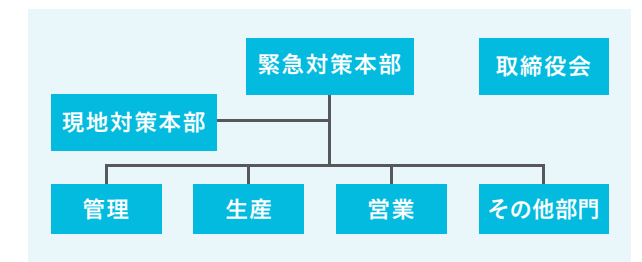 緊急対策本部
取締役会
現地対策本部
管理
生産
営業
その他部門